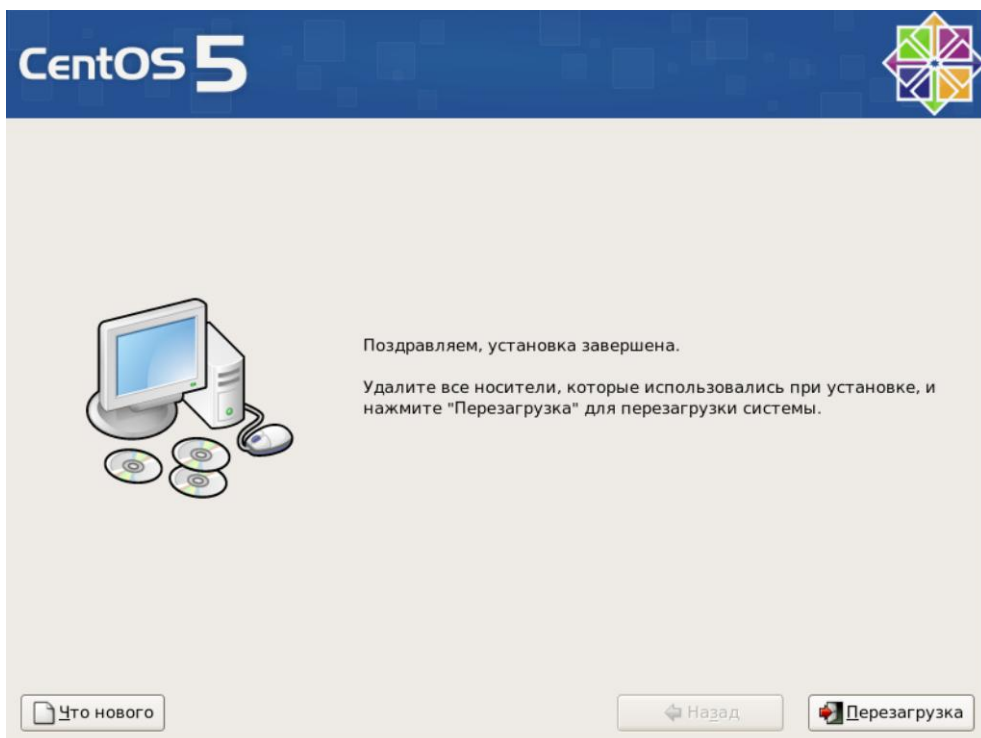 CentOS 5
Поздравляем, установка завершена.
Удалите все носители, которые использовались при установке, и
нажмите "Перезагрузка" для перезагрузки системы.
Что нового
Назад
Перезагрузка